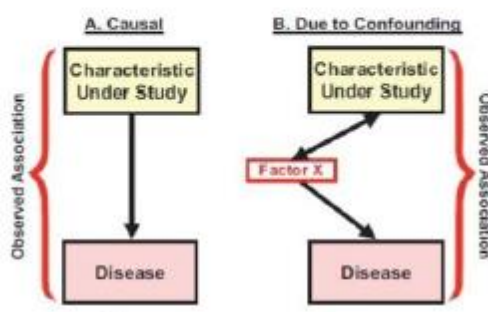 A. Causal
B. Due to Confounding
Observed Association
Characteristic
Under Study
Disease
Characteristic
Under Study
Factor X
Disease
Observed Association